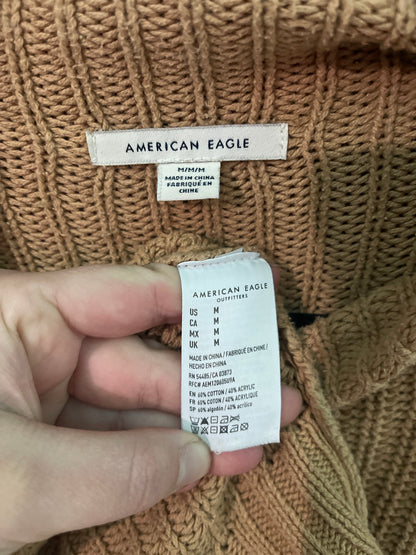 AMERICAN EAGLE
M/M/M
MADE IN CHINA
FABRIQUÉ EN
CHINE
AMERICAN EAGLE
OUTFITTERS
US M
CA M
MX M
UK M
MADE IN CHINA / FABRIQUÉ EN CHINE /
HECHO EN CHINA
RN 54485/CA 03873
RFC# AEM12060509A
EN 60% COTTON / 40% ACRYLIC
FR 60% COTON / 40% ACRYLIQUE
SP 60% algodón / 40% acrílico